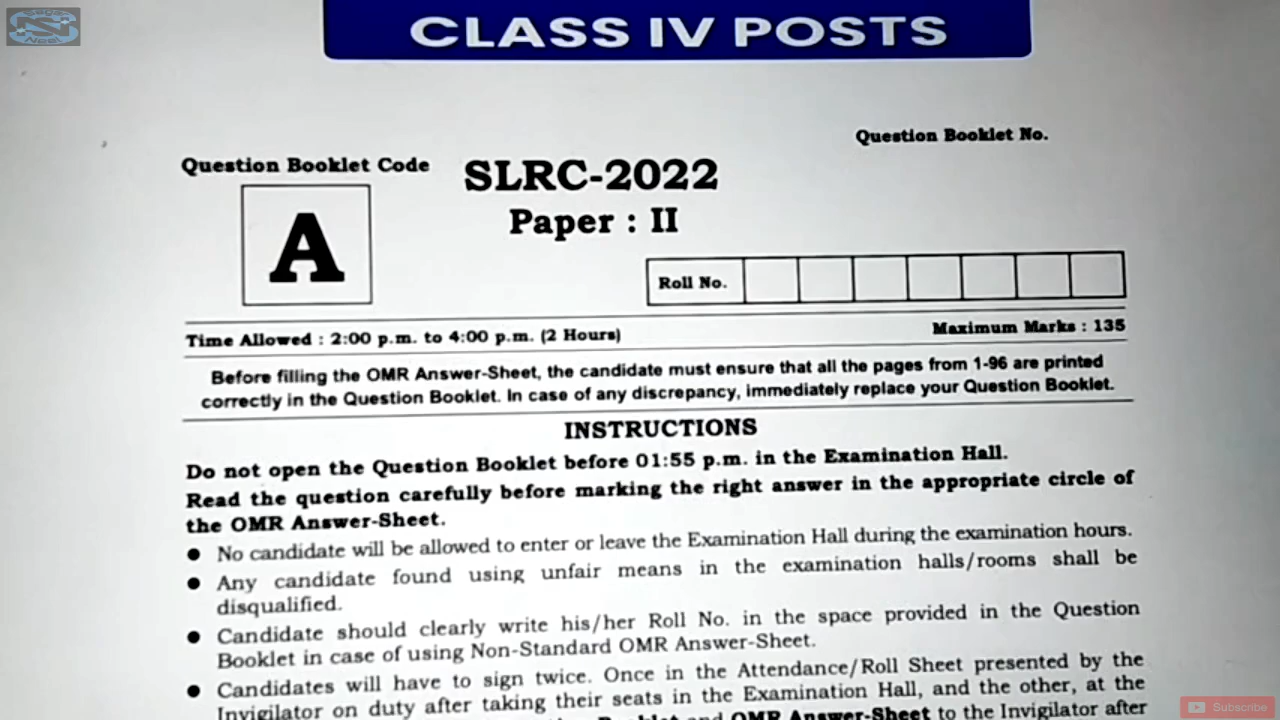 Sagar
Neel
CLASS IV POSTS
Question Booklet No.
Question Booklet Code
SLRC-2022
A
Paper : II
Roll No.
Time Allowed : 2:00 p.m. to 4:00 p.m. (2 Hours)
Maximum Marks : 135
Before filling the OMR Answer-Sheet, the candidate must ensure that all the pages from 1-96 are printed
correctly in the Question Booklet. In case of any discrepancy, immediately replace your Question Booklet.
INSTRUCTIONS
Do not open the Question Booklet before 01:55 p.m. in the Examination Hall.
Read the question carefully before marking the right answer in the appropriate circle of
the OMR Answer-Sheet.
● No candidate will be allowed to enter or leave the Examination Hall during the examination hours.
● Any candidate found using unfair means in the examination halls/rooms shall be
disqualified.
● Candidate should clearly write his/her Roll No. in the space provided in the Question
Booklet in case of using Non-Standard OMR Answer-Sheet.
● Candidates will have to sign twice. Once in the Attendance/Roll Sheet presented by the
Invigilator on duty after taking their seats in the Examination Hall, and the other, at the
Booklet and OMR Answer-Sheet to the Invigilator after
Subscribe